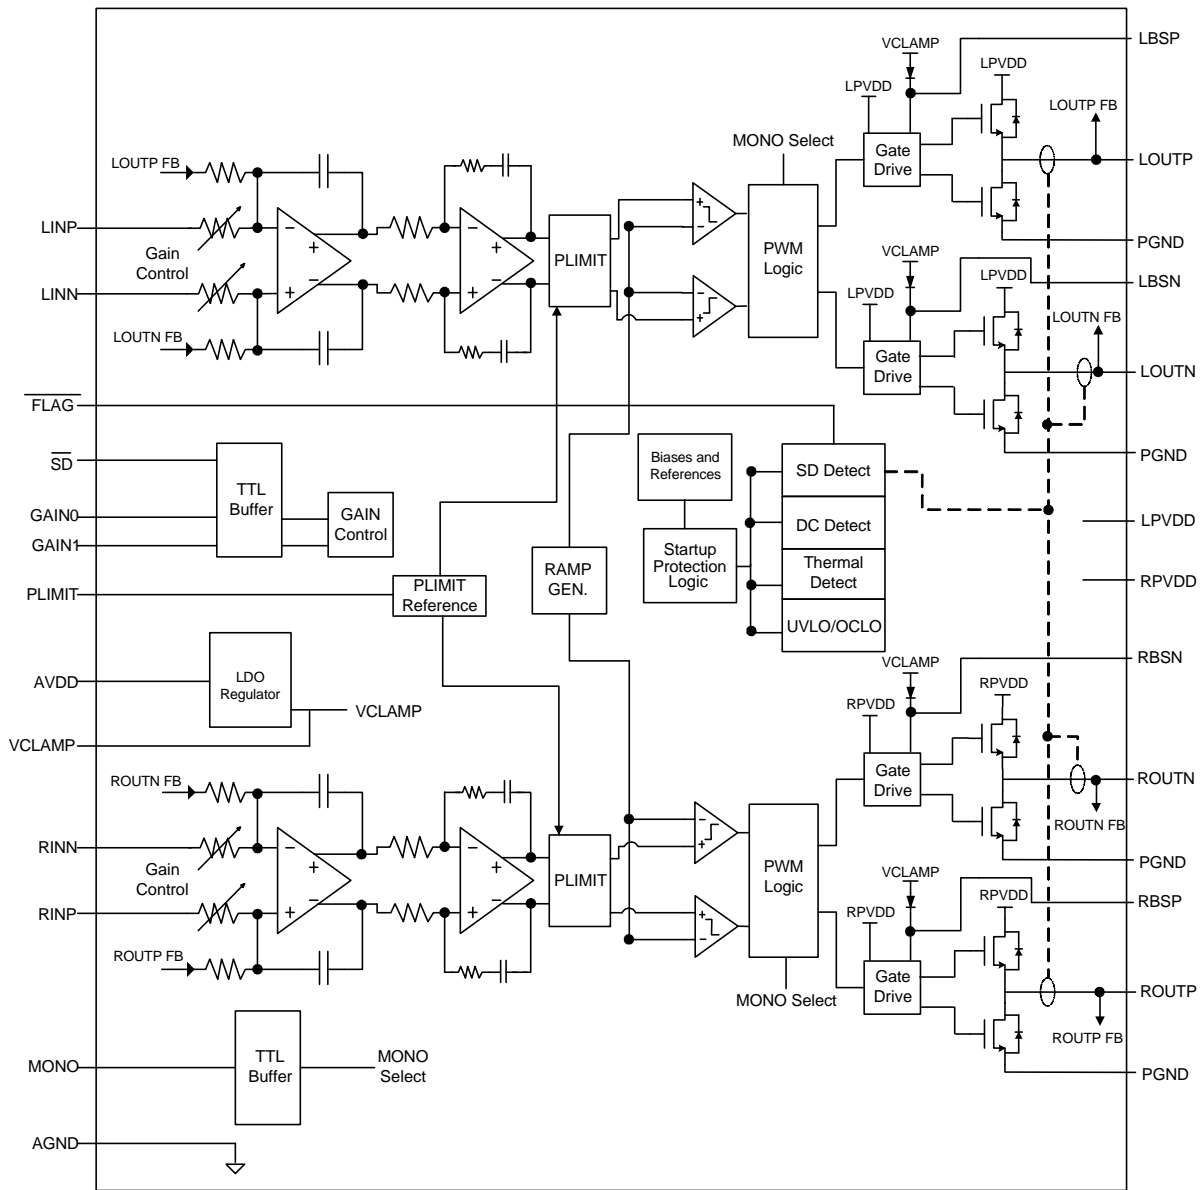 LBSP
VCLAMP
LPVDD
LPVDD
LOUTP FB
MONO Select
Gate
Drive
LOUTP
LOUTP FB
LINP
Gain
Control
LINN
LOUTN FB
PLIMIT
PWM
Logic
PGND
VCLAMP
LPVDD
LPVDD
LBSN
LOUTN FB
Gate
Drive
LOUTN
FLAG
PGND
SD
GAIN0
GAIN1
TTL
Buffer
GAIN
Control
Biases and
References
SD Detect
DC Detect
Startup
Protection
Logic
Thermal
Detect
UVLO/OCLO
LPVDD
RPVDD
PLIMIT
PLIMIT
Reference
RAMP
GEN.
AVDD
LDO
Regulator
VCLAMP
VCLAMP
VCLAMP
RBSN
RPVDD
RPVDD
Gate
Drive
ROUTN
ROUTN FB
PGND
ROUTN FB
RINN
Gain
Control
RINP
ROUTP FB
PLIMIT
PWM
Logic
MONO Select
VCLAMP
RPVDD
RPVDD
RBSP
Gate
Drive
ROUTP
ROUTP FB
PGND
MONO
TTL
Buffer
MONO
Select
AGND